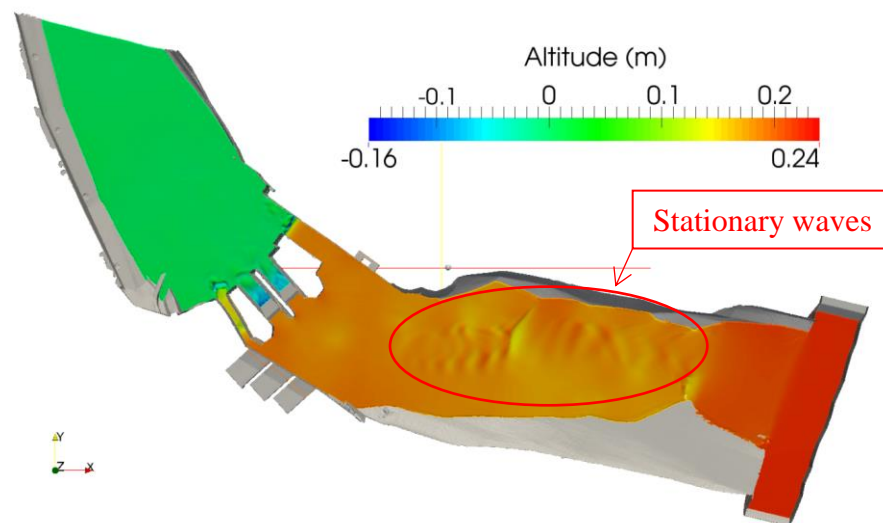 Altitude (m)
-0.1 0 0.1 0.2
-0.16 0.24
Stationary waves
Y
Z X